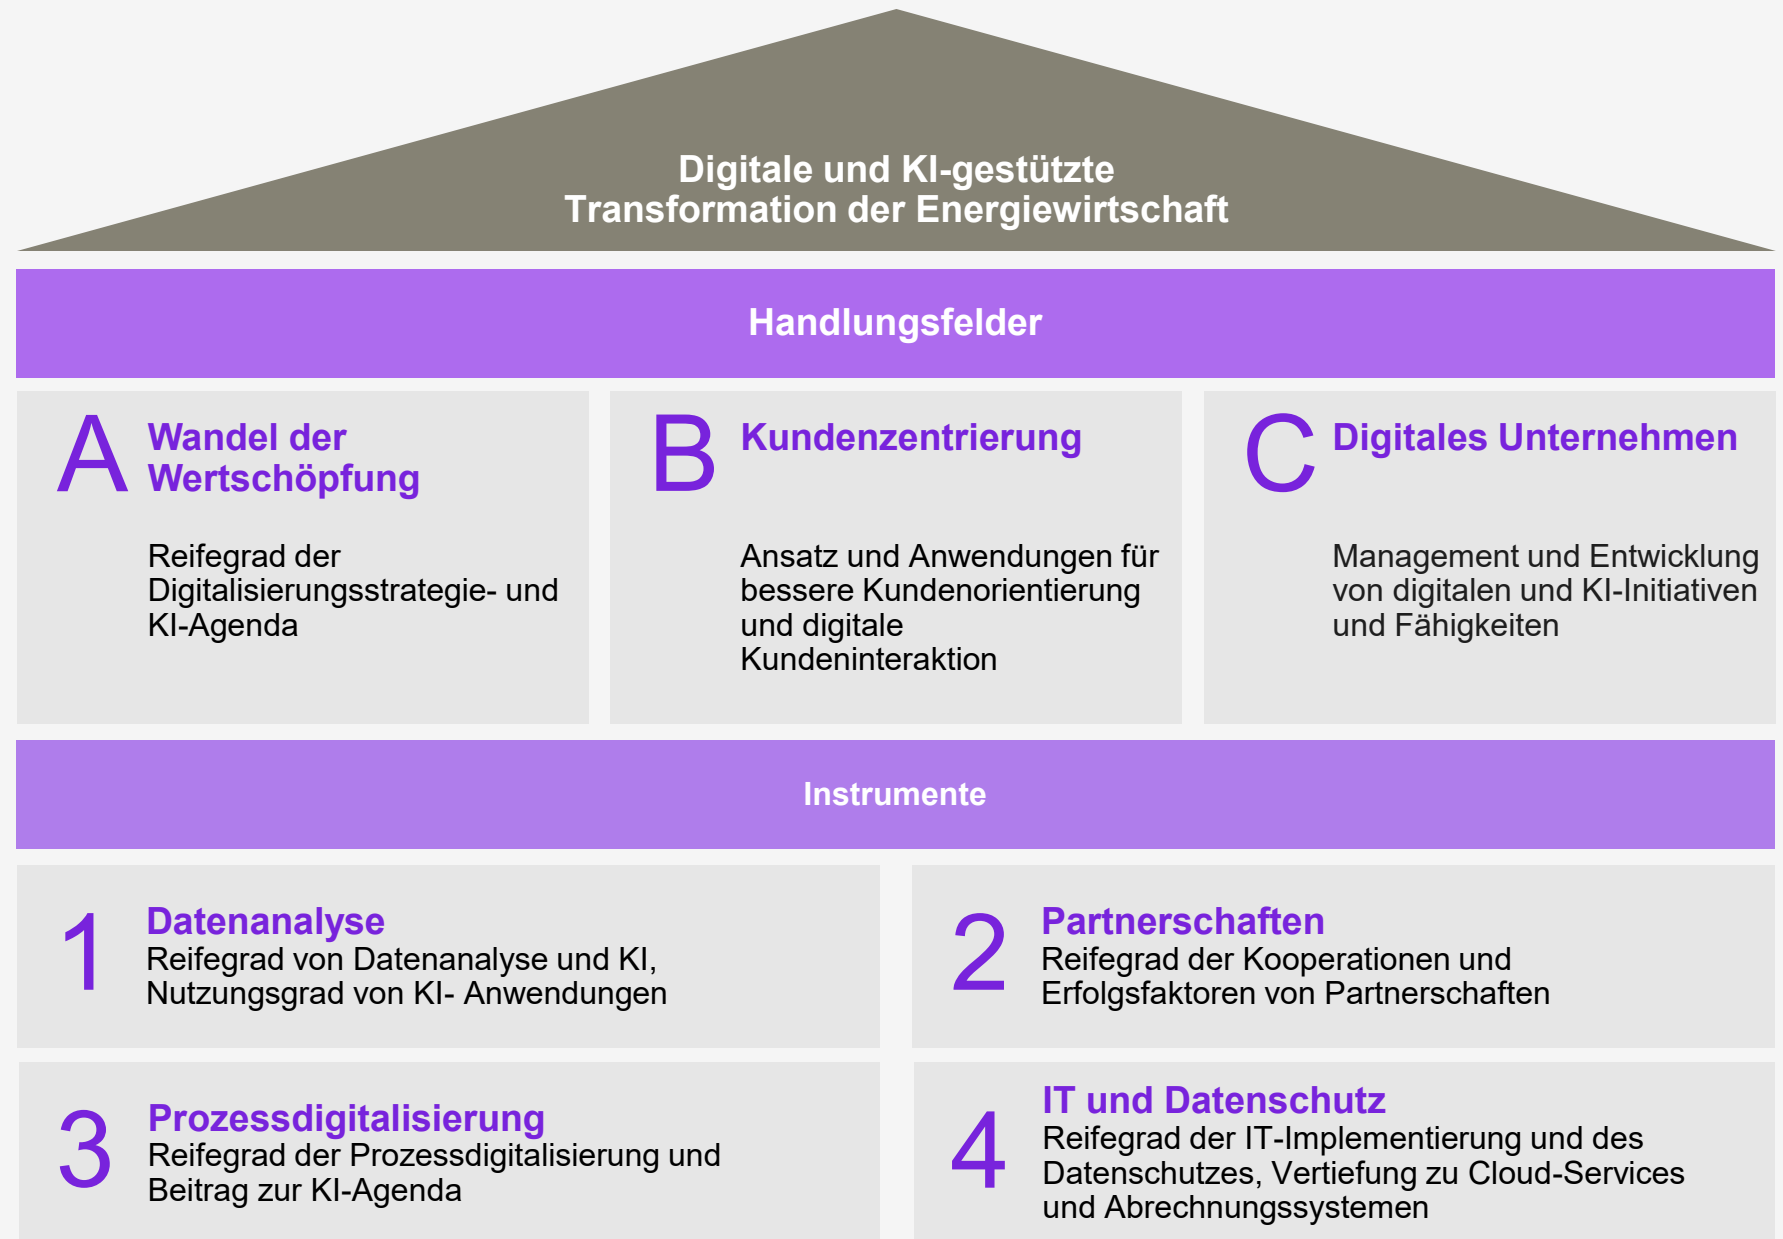 Digitale und KI-gestützte
Transformation der Energiewirtschaft
Handlungsfelder
A
Wandel der
Wertschöpfung
Reifegrad der
Digitalisierungsstrategie- und
KI-Agenda
B
Kundenzentrierung
Ansatz und Anwendungen für
bessere Kundenorientierung
und digitale
Kundeninteraktion
C
Digitales Unternehmen
Management und Entwicklung
von digitalen und KI-Initiativen
und Fähigkeiten
Instrumente
1
Datenanalyse
Reifegrad von Datenanalyse und KI,
Nutzungsgrad von KI- Anwendungen
2
Partnerschaften
Reifegrad der Kooperationen und
Erfolgsfaktoren von Partnerschaften
3
Prozessdigitalisierung
Reifegrad der Prozessdigitalisierung und
Beitrag zur KI-Agenda
4
IT und Datenschutz
Reifegrad der IT-Implementierung und des
Datenschutzes, Vertiefung zu Cloud-Services
und Abrechnungssystemen